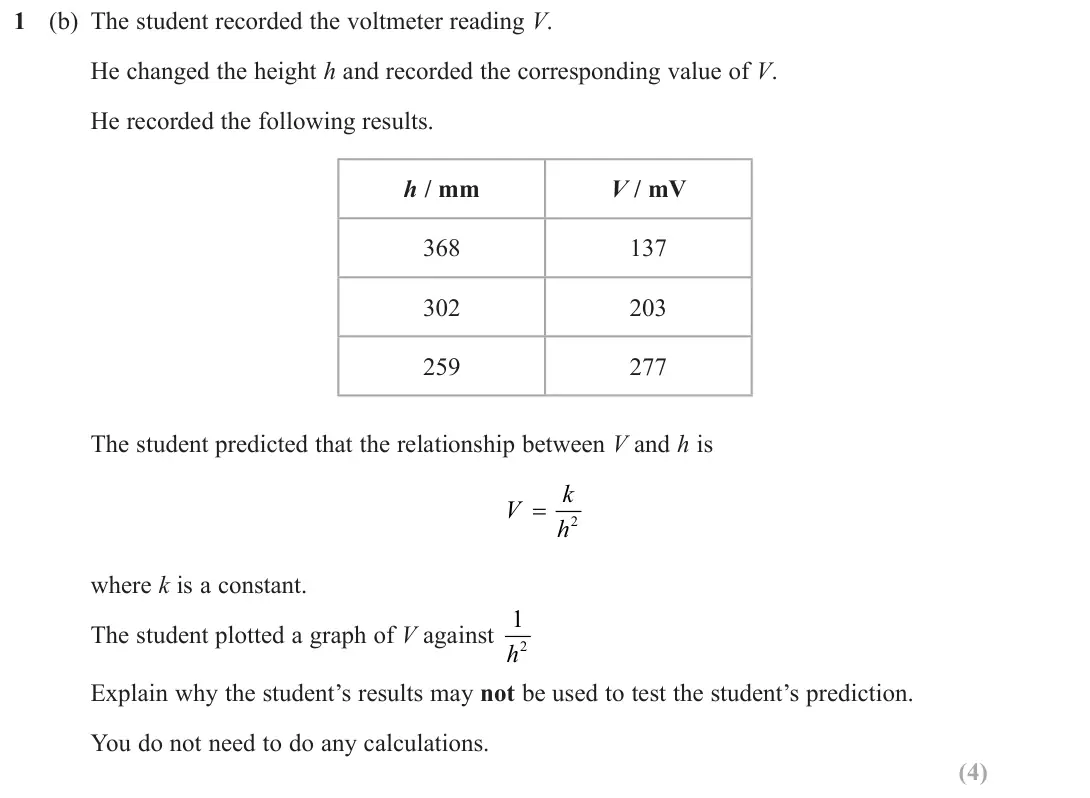 1 (b) The student recorded the voltmeter reading V.
He changed the height h and recorded the corresponding value of V.
He recorded the following results.
h / mm V / mV
368 137
302 203
259 277
The student predicted that the relationship between V and h is
V = k/h²
where k is a constant.
The student plotted a graph of V against 1/h²
Explain why the student’s results may not be used to test the student’s prediction.
You do not need to do any calculations.
(4)